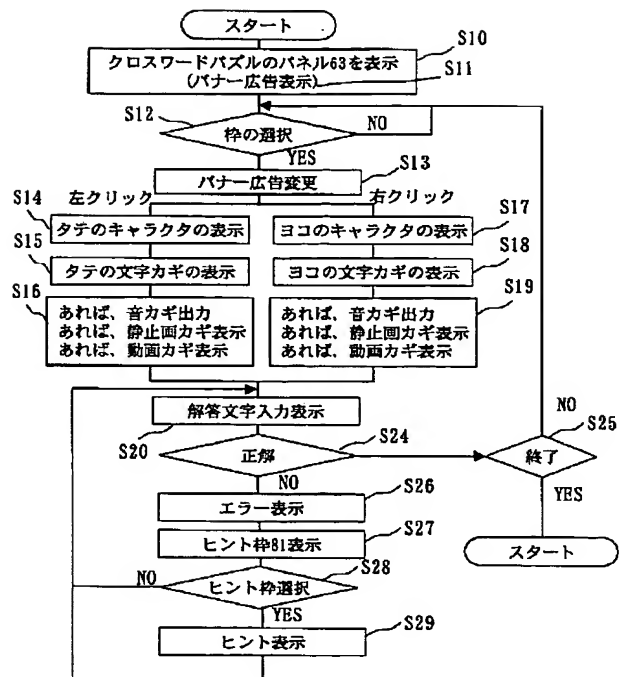 スタート
S10
クロスワードパズルのパネル63を表示
(バナー広告表示)
S11
S12
枠の選択
NO
YES
S13
バナー広告変更
左クリック
右クリック
S14
タテのキャラクタの表示
ヨコのキャラクタの表示
S17
S15
タテの文字カギの表示
ヨコの文字カギの表示
S18
S16
あれば、音カギ出力
あれば、静止画カギ表示
あれば、動画カギ表示
あれば、音カギ出力
あれば、静止画カギ表示
あれば、動画カギ表示
S19
解答文字入力表示
S20
正解
S24
NO
終了
S25
NO
YES
スタート
エラー表示
S26
ヒント枠81表示
S27
ヒント枠選択
S28
NO
YES
ヒント表示
S29